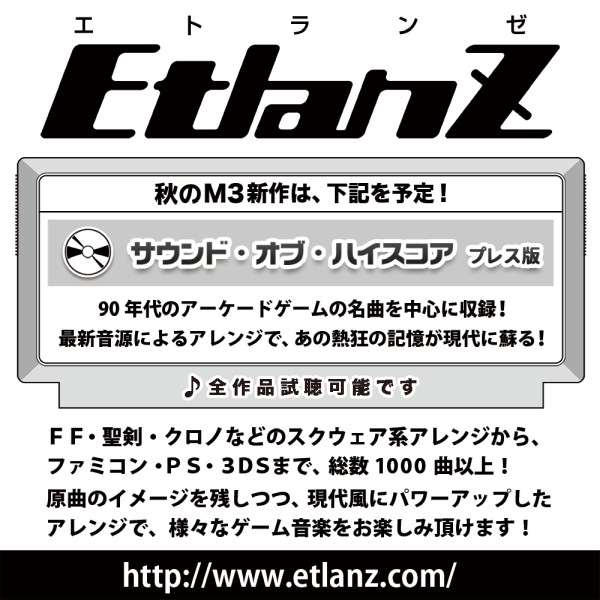 エトランゼ
EtlanZ
秋のM3新作は、下記を予定！
サウンド・オブ・ハイスコア プレス版
90年代のアーケードゲームの名曲を中心に収録！
最新音源によるアレンジで、あの熱狂の記憶が現代に蘇る！
♪全作品試聴可能です
ＦＦ・聖剣・クロノなどのスクウェア系アレンジから、
ファミコン・ＰＳ・３DSまで、総数1000曲以上！
原曲のイメージを残しつつ、現代風にパワーアップした
アレンジで、様々なゲーム音楽をお楽しみ頂けます！
http://www.etlanz.com/